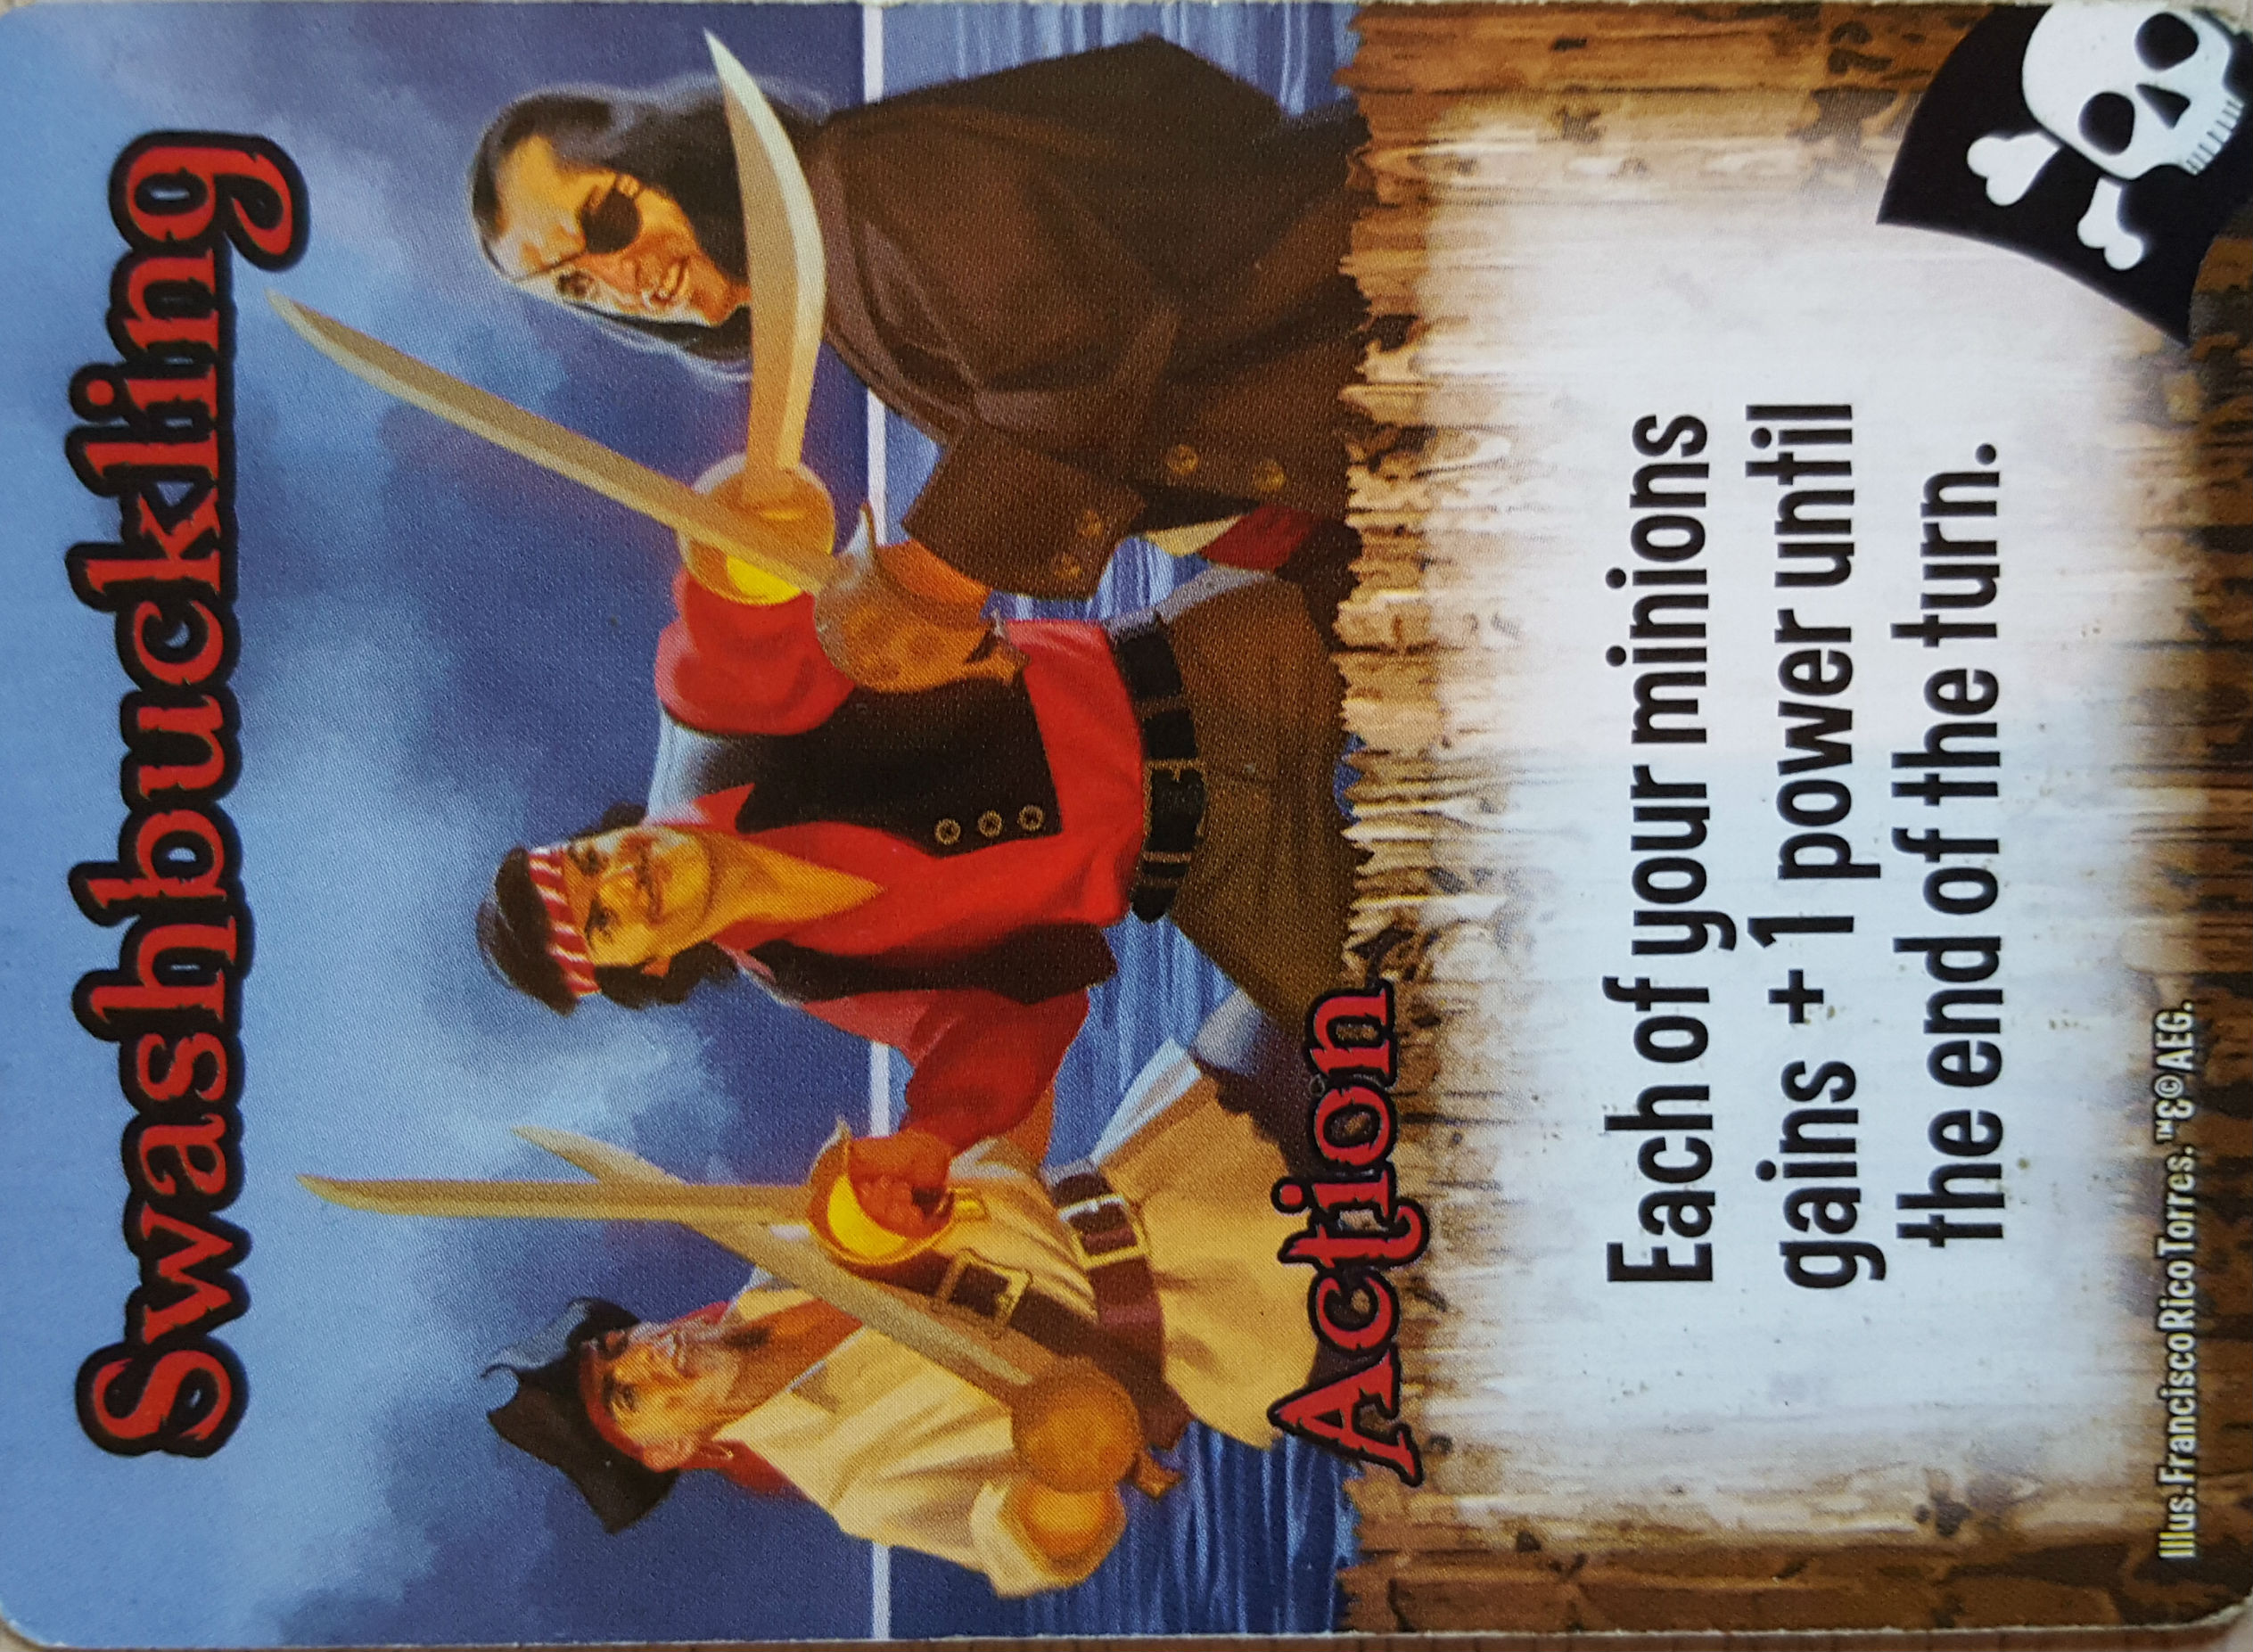 Swashbuckling
Action
Each of your minions
gains +1 power until
the end of the turn.
Illus. Francisco Rico Torres. ™&© AEG.